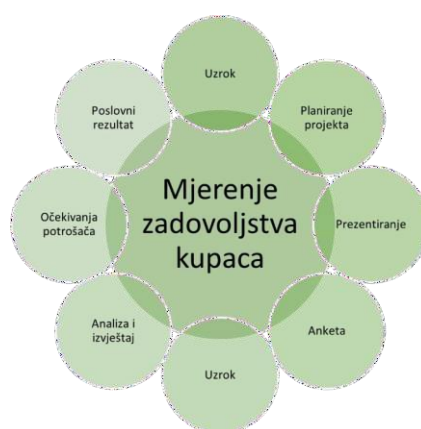 Uzrok
Planiranje
projekta
Prezentiranje
Anketa
Uzrok
Analiza i
izvještaj
Očekivanja
potrošača
Poslovni
rezultat
Mjerenje
zadovoljstva
kupaca